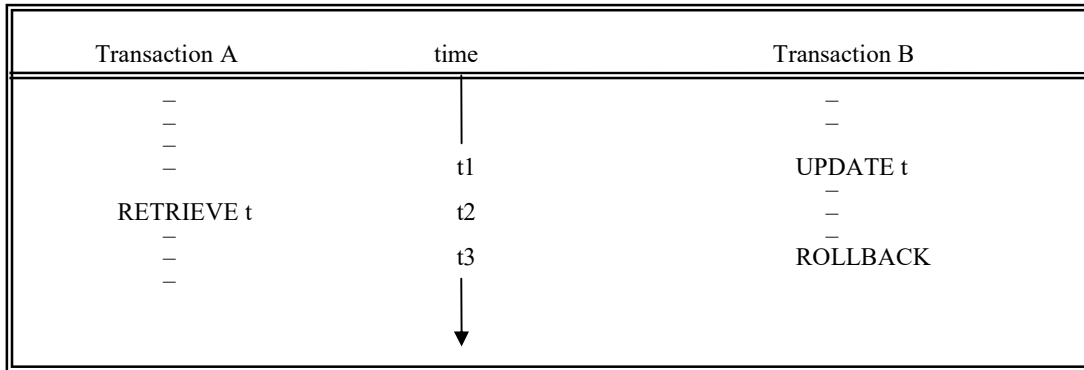 Transaction A time Transaction B
– –
– –
–
– t1 UPDATE t
–
RETRIEVE t t2 –
– –
– t3 ROLLBACK
–